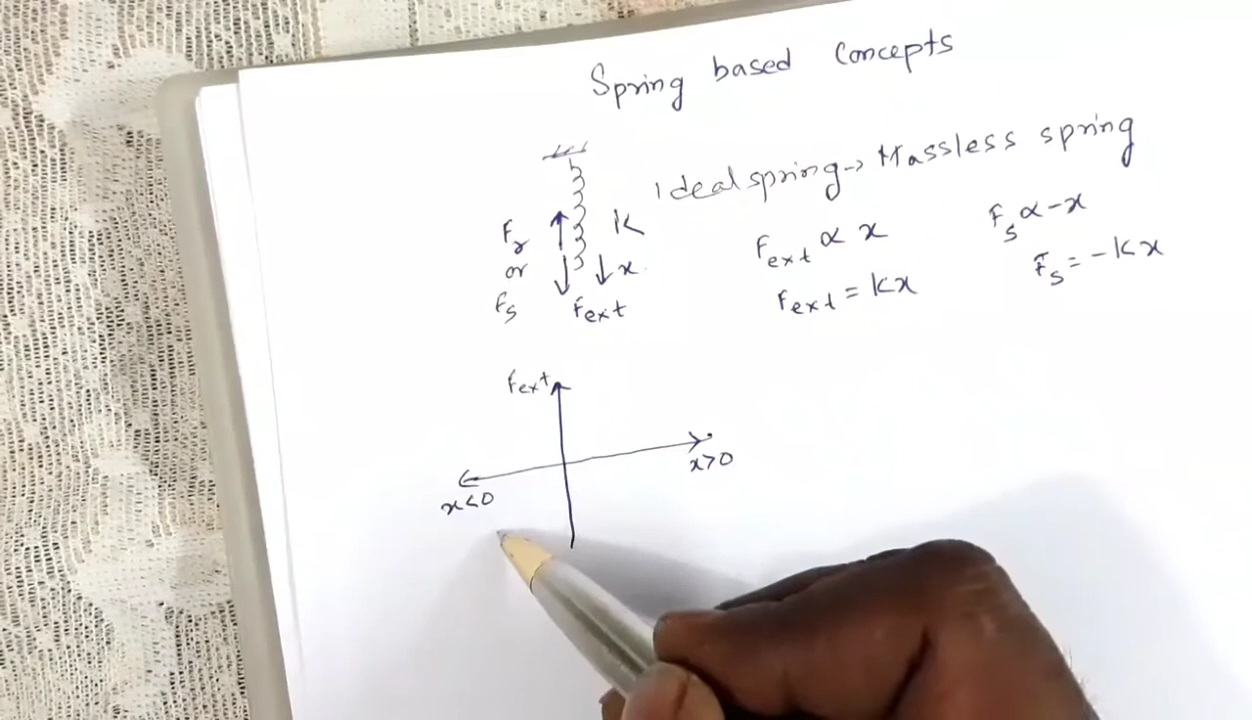 Spring based Concepts
Ideal spring → Massless spring
Fr
or
Fs
K
x
Fext
Fext ∝ x
Fext = Kx
Fs ∝ -x
Fs = -Kx
Fext
x>0
x<0